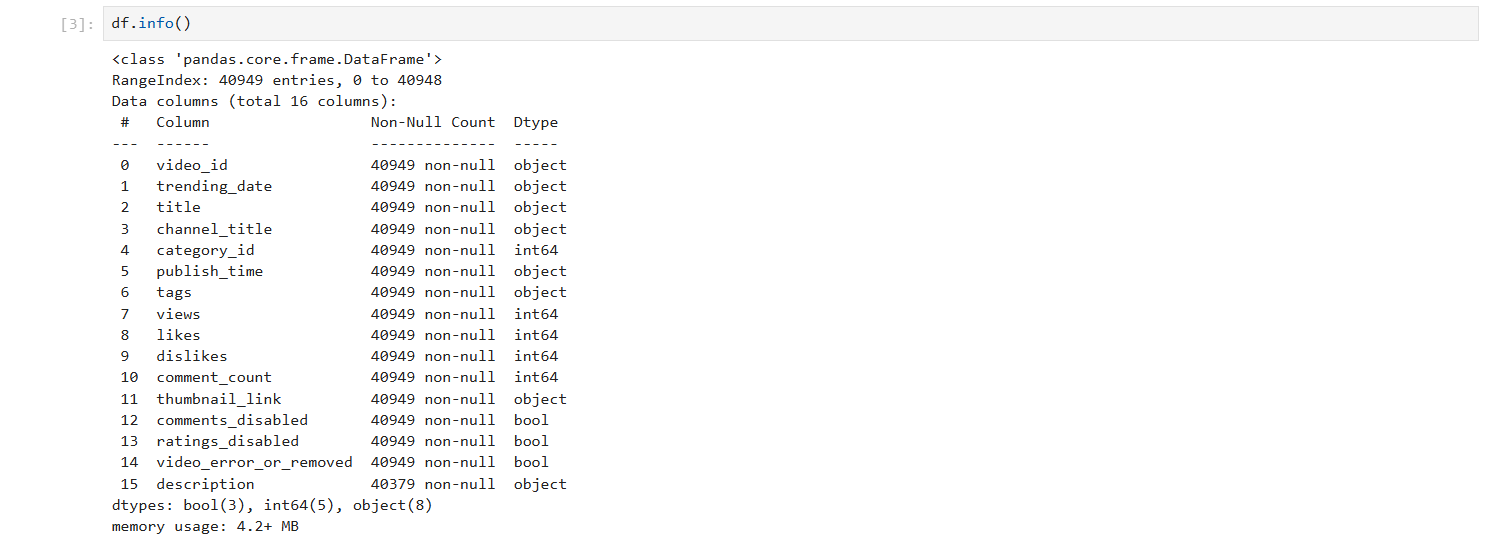 [3]: df.info()
<class 'pandas.core.frame.DataFrame'>
RangeIndex: 40949 entries, 0 to 40948
Data columns (total 16 columns):
 #   Column                  Non-Null Count  Dtype
---  ------                  --------------  -----
 0   video_id                40949 non-null  object
 1   trending_date           40949 non-null  object
 2   title                   40949 non-null  object
 3   channel_title           40949 non-null  object
 4   category_id             40949 non-null  int64
 5   publish_time            40949 non-null  object
 6   tags                    40949 non-null  object
 7   views                   40949 non-null  int64
 8   likes                   40949 non-null  int64
 9   dislikes                40949 non-null  int64
 10  comment_count           40949 non-null  int64
 11  thumbnail_link          40949 non-null  object
 12  comments_disabled       40949 non-null  bool
 13  ratings_disabled        40949 non-null  bool
 14  video_error_or_removed  40949 non-null  bool
 15  description             40379 non-null  object
dtypes: bool(3), int64(5), object(8)
memory usage: 4.2+ MB